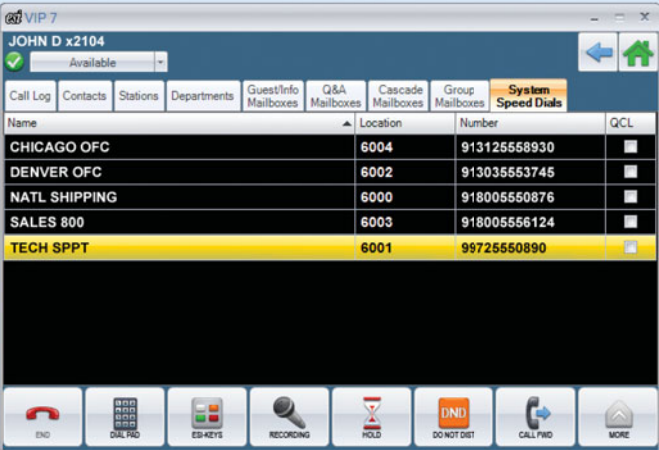 esi VIP 7
JOHN D x2104
Available
Call Log Contacts Stations Departments Guest/Info Mailboxes Q&A Mailboxes Cascade Mailboxes Group Mailboxes System Speed Dials
Name Location Number QCL
CHICAGO OFC 6004 913125558930
DENVER OFC 6002 913035553745
NATL SHIPPING 6000 918005550876
SALES 800 6003 918005556124
TECH SPPT 6001 99725550890
DND
END DIAL PAD ESI-KEYS RECORDING HOLD DO NOT DIST CALL FWD MORE